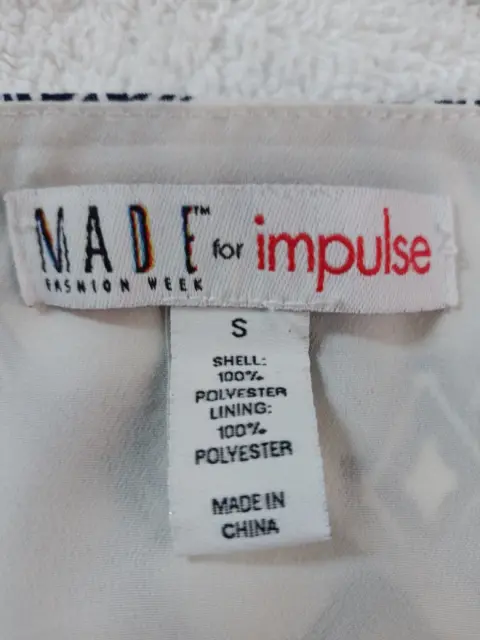 MADE™ for impulse
FASHION WEEK
S
SHELL:
100%
POLYESTER
LINING:
100%
POLYESTER
MADE IN
CHINA